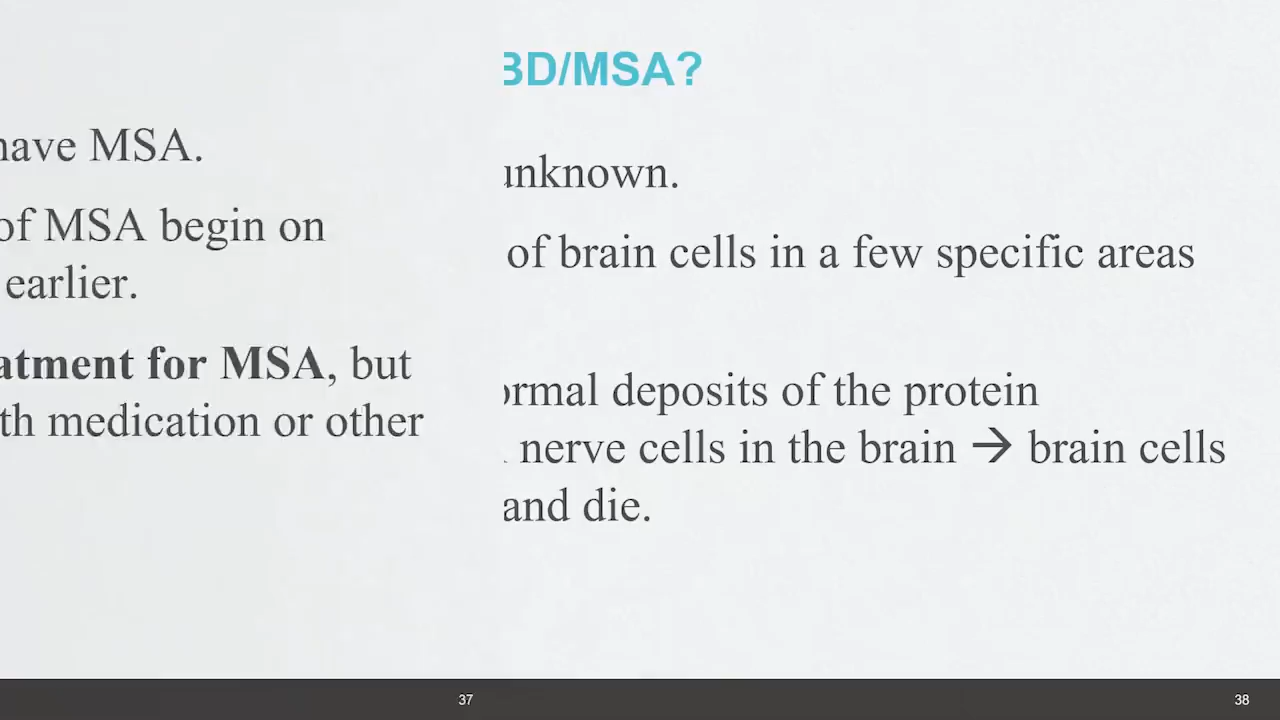 have MSA.
of MSA begin on
earlier.
atment for MSA, but
th medication or other
37
BD/MSA?
unknown.
of brain cells in a few specific areas
ormal deposits of the protein
nerve cells in the brain → brain cells
and die.
38